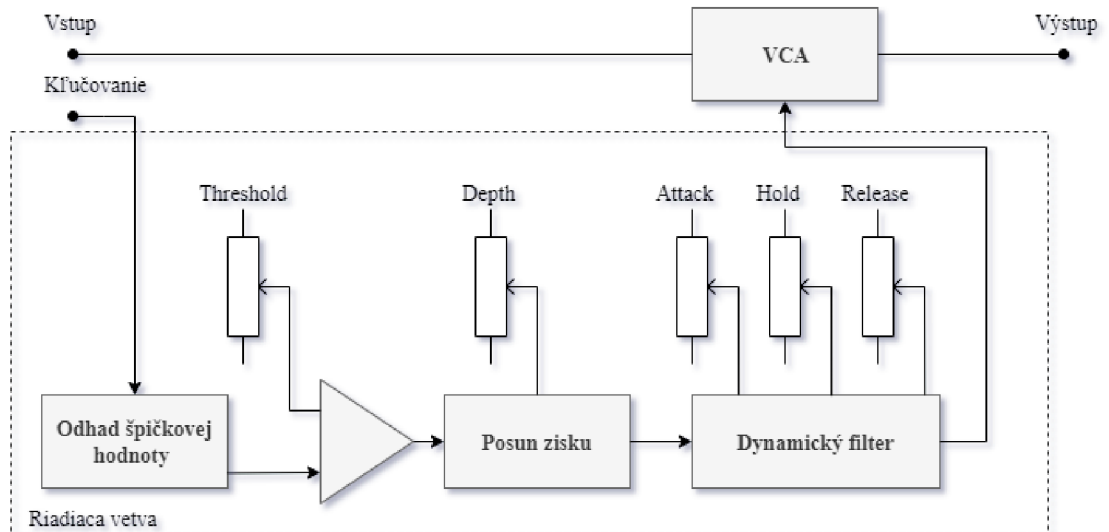 Vstup
VCA
Výstup
Kľučovanie
Threshold
Depth
Attack
Hold
Release
Odhad špičkovej
hodnoty
Posun zisku
Dynamický filter
Riadiaca vetva